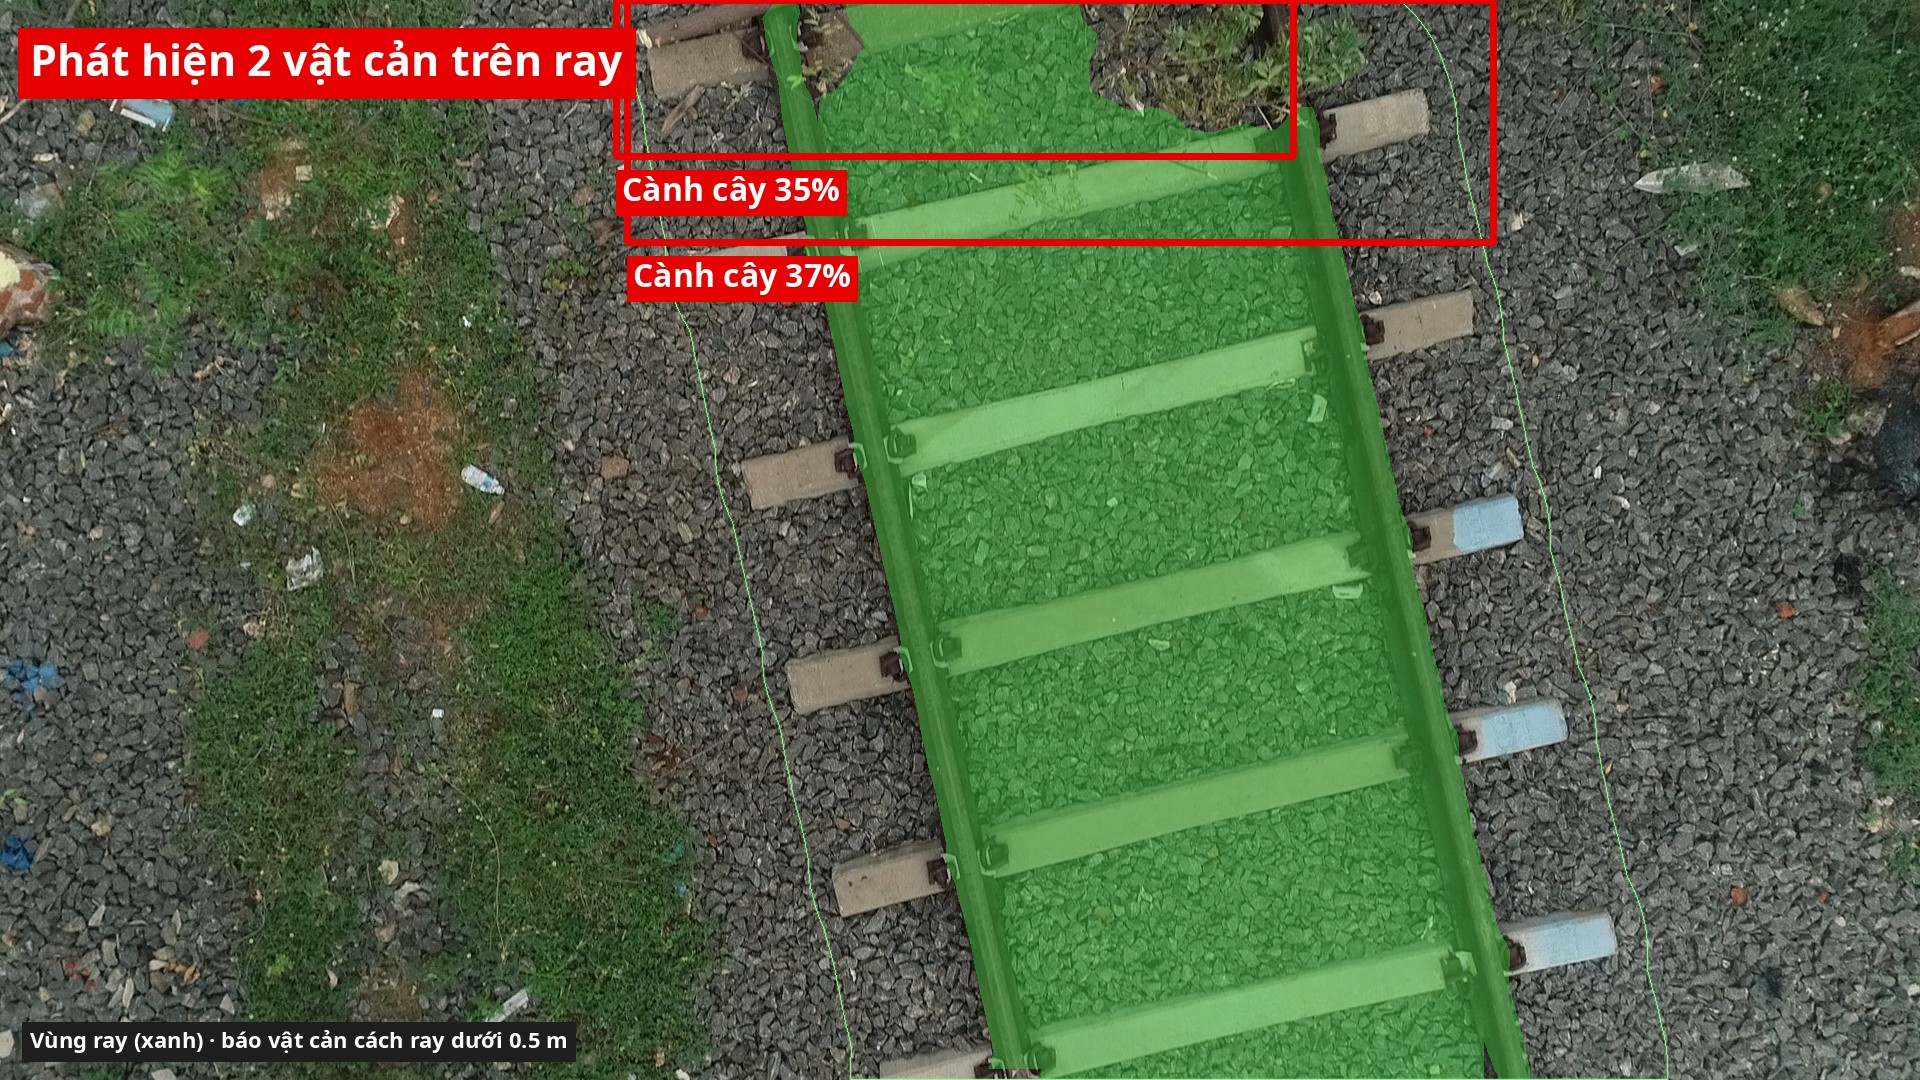 Phát hiện 2 vật cản trên ray
Cành cây 35%
Cành cây 37%
Vùng ray (xanh) · báo vật cản cách ray dưới 0.5 m